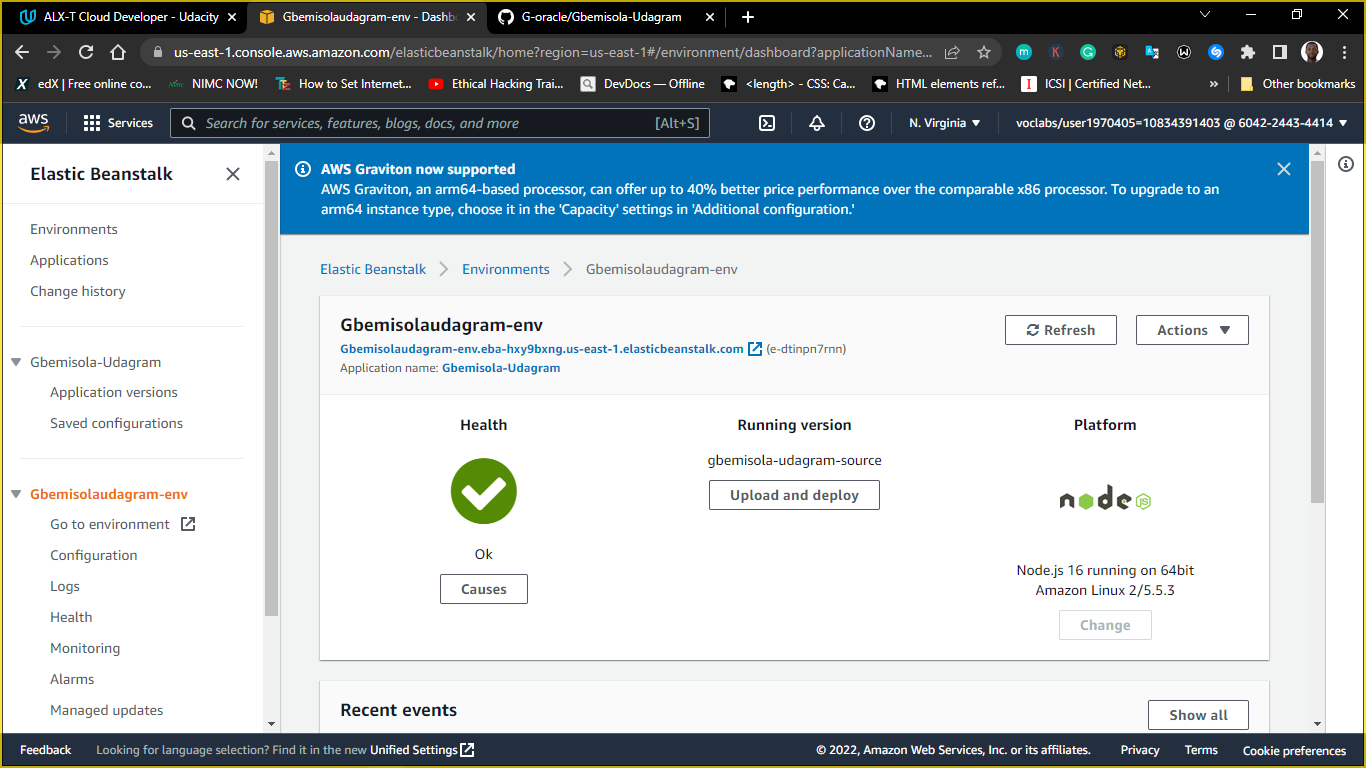 ALX-T Cloud Developer - Udacity
Gbemisolaudagram-env - Dashb
G-oracle/Gbemisola-Udagram
us-east-1.console.aws.amazon.com/elasticbeanstalk/home?region=us-east-1#/environment/dashboard?applicationName...
edX | Free online co...
NIMC NOW!
How to Set Internet...
Ethical Hacking Trai...
DevDocs — Offline
<length> - CSS: Ca...
HTML elements ref...
ICSI | Certified Net...
»
Other bookmarks
aws
Services
Search for services, features, blogs, docs, and more
[Alt+S]
N. Virginia
voclabs/user1970405=10834391403 @ 6042-2443-4414
Elastic Beanstalk
Environments
Applications
Change history
Gbemisola-Udagram
Application versions
Saved configurations
Gbemisolaudagram-env
Go to environment
Configuration
Logs
Health
Monitoring
Alarms
Managed updates
AWS Graviton now supported
AWS Graviton, an arm64-based processor, can offer up to 40% better price performance over the comparable x86 processor. To upgrade to an
arm64 instance type, choose it in the 'Capacity' settings in 'Additional configuration.'
Elastic Beanstalk > Environments > Gbemisolaudagram-env
Gbemisolaudagram-env
Gbemisolaudagram-env.eba-hxy9bxng.us-east-1.elasticbeanstalk.com (e-dtinpn7rnn)
Application name: Gbemisola-Udagram
Refresh
Actions
Health
Ok
Causes
Running version
gbemisola-udagram-source
Upload and deploy
Platform
node JS
Node.js 16 running on 64bit
Amazon Linux 2/5.5.3
Change
Recent events
Show all
Feedback
Looking for language selection? Find it in the new Unified Settings
© 2022, Amazon Web Services, Inc. or its affiliates.
Privacy
Terms
Cookie preferences